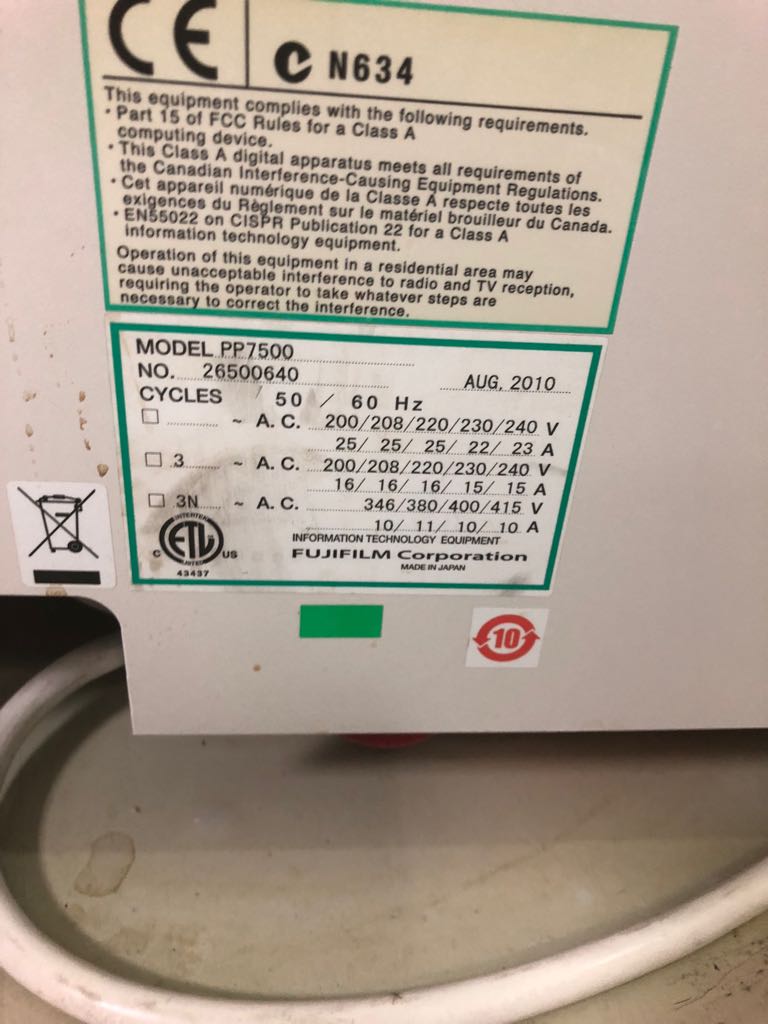 CE N634
This equipment complies with the following requirements.
• Part 15 of FCC Rules for a Class A
computing device.
• This Class A digital apparatus meets all requirements of
the Canadian Interference-Causing Equipment Regulations.
• Cet appareil numérique de la Classe A respecte toutes les
exigences du Règlement sur le matériel brouilleur du Canada.
• EN55022 on CISPR Publication 22 for a Class A
information technology equipment.
Operation of this equipment in a residential area may
cause unacceptable interference to radio and TV reception,
requiring the operator to take whatever steps are
necessary to correct the interference.
MODEL PP7500
NO. 26500640 AUG, 2010
CYCLES 50 / 60 Hz
~ A. C. 200/208/220/230/240 V
25/ 25/ 25/ 22/ 23 A
3 ~ A. C. 200/208/220/230/240 V
16/ 16/ 16/ 15/ 15 A
3N ~ A. C. 346/380/400/415 V
10/ 11/ 10/ 10 A
INTERTEK
C ETL US
LISTED
43437
INFORMATION TECHNOLOGY EQUIPMENT
FUJIFILM Corporation
MADE IN JAPAN
10